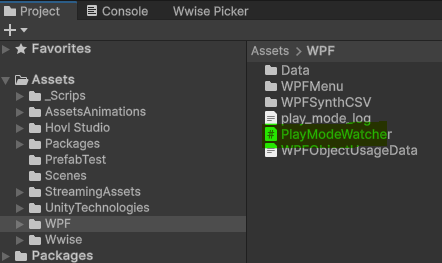 Project Console Wwise Picker
+
Favorites
Assets
_Scrips
AssetsAnimations
Hovl Studio
Packages
PrefabTest
Scenes
StreamingAssets
UnityTechnologies
WPF
Wwise
Packages
Assets > WPF
Data
WPFMenu
WPFSynthCSV
play_mode_log
# PlayModeWatcher
WPFObjectUsageData